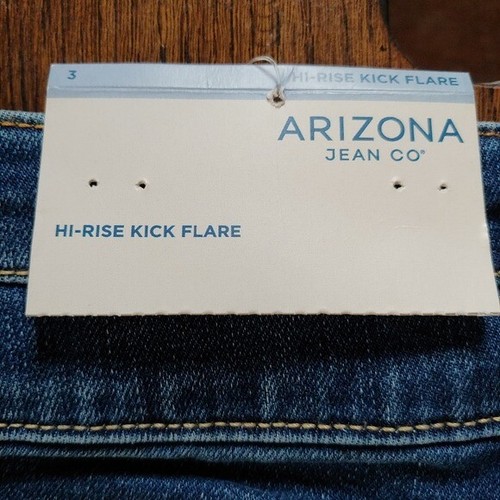 3
HI-RISE KICK FLARE
ARIZONA
JEAN CO®
HI-RISE KICK FLARE